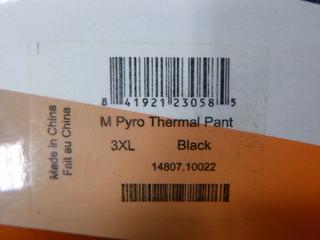 8 41921 23058 5
M Pyro Thermal Pant
3XL Black
14807.10022
Made in China
Fait au China